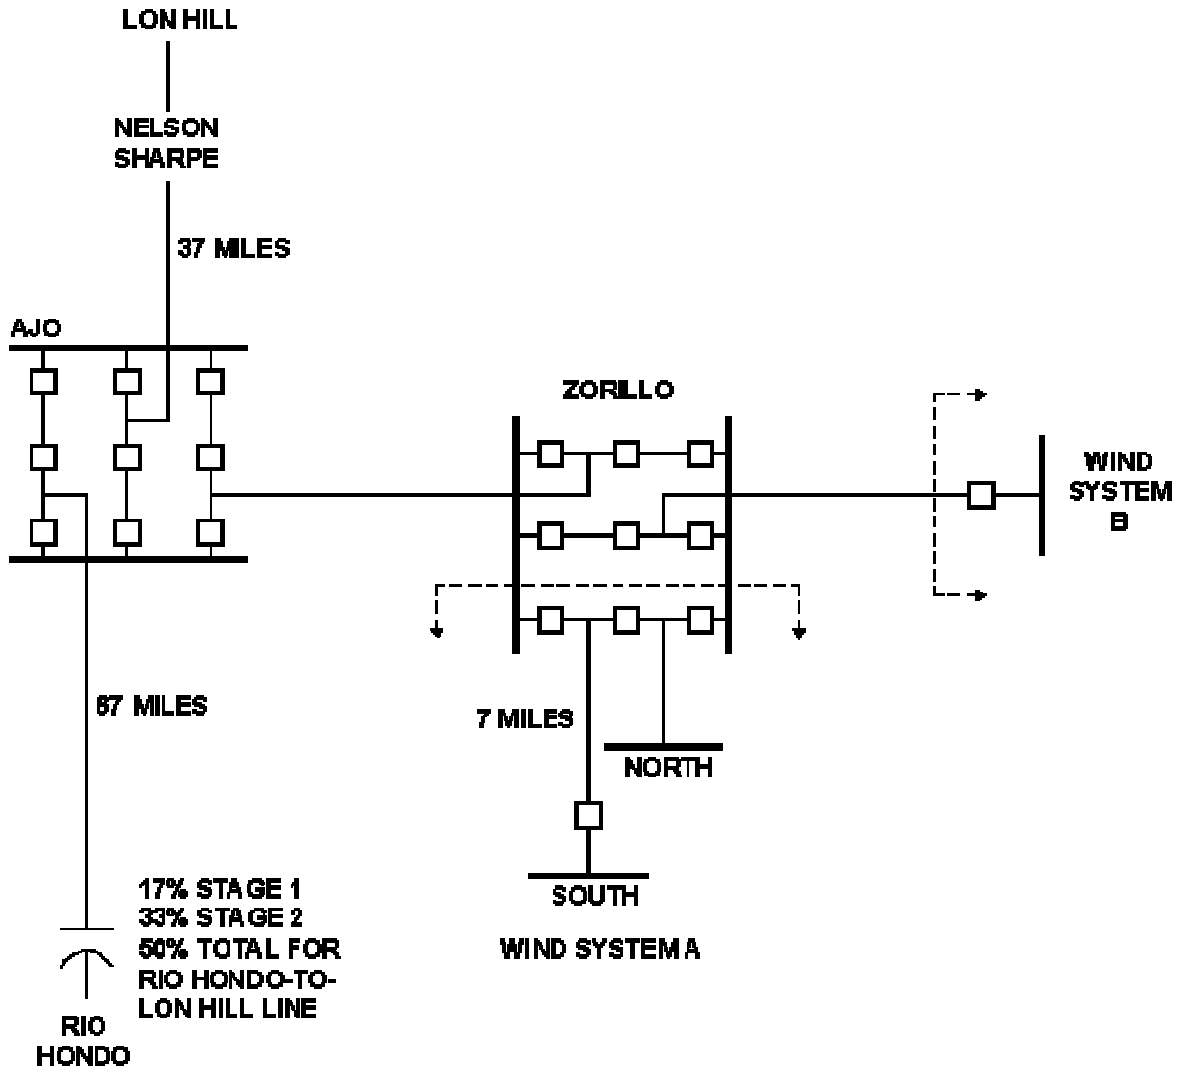 LON HILL
NELSON
SHARPE
37 MILES
AJO
ZORILLO
WIND
SYSTEM
B
67 MILES
7 MILES
NORTH
SOUTH
WIND SYSTEM A
17% STAGE 1
33% STAGE 2
50% TOTAL FOR
RIO HONDO-TO-
LON HILL LINE
RIO
HONDO